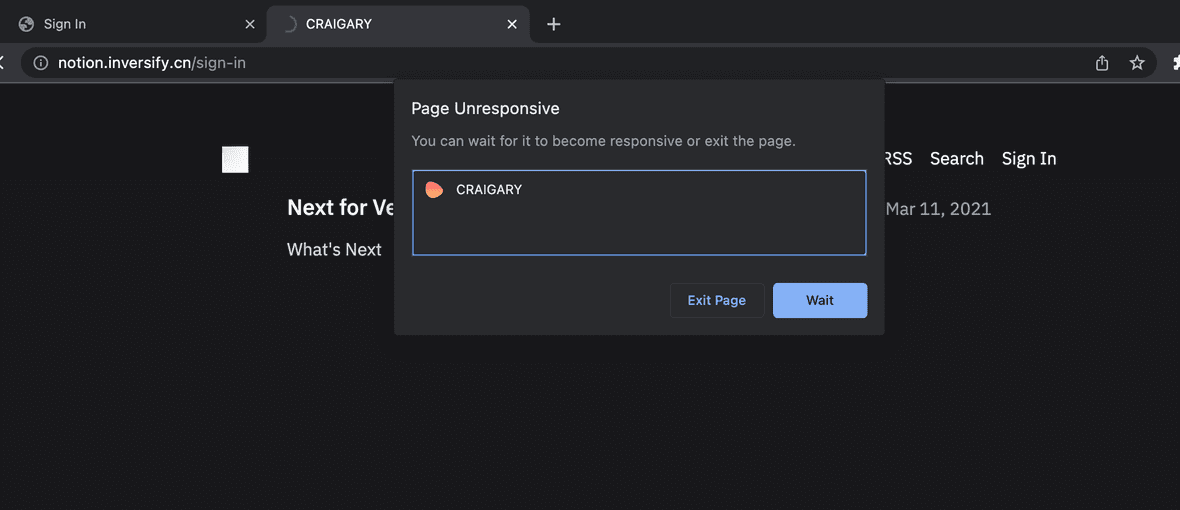 Sign In
CRAIGARY
notion.inversify.cn/sign-in
Page Unresponsive
You can wait for it to become responsive or exit the page.
CRAIGARY
Exit Page Wait
RSS Search Sign In
Next for Ve Mar 11, 2021
What's Next